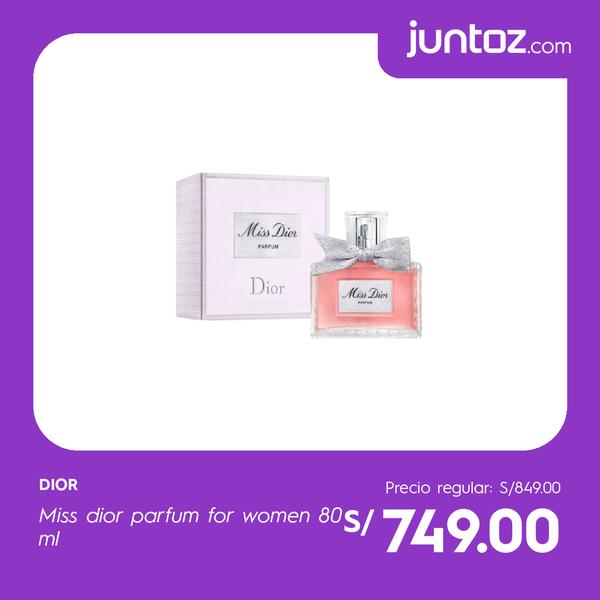 juntoz.com
Miss Dior
PARFUM
Dior
Miss Dior
PARFUM
DIOR
Miss dior parfum for women 80
ml
Precio regular: S/849.00
S/ 749.00